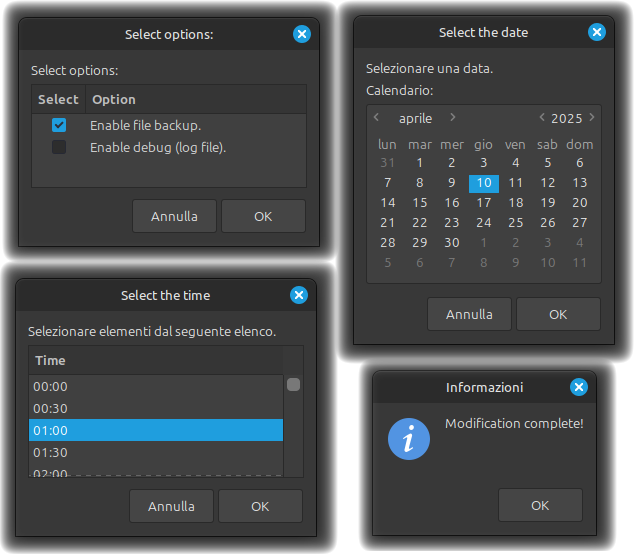 Select options:
Select options:
Select Option
Enable file backup.
Enable debug (log file).
Annulla OK
Select the date
Selezionare una data.
Calendario:
< aprile > < 2025 >
lun mar mer gio ven sab dom
31 1 2 3 4 5 6
7 8 9 10 11 12 13
14 15 16 17 18 19 20
21 22 23 24 25 26 27
28 29 30 1 2 3 4
5 6 7 8 9 10 11
Annulla OK
Select the time
Selezionare elementi dal seguente elenco.
Time
00:00
00:30
01:00
01:30
02:00
Annulla OK
Informazioni
i
Modification complete!
OK